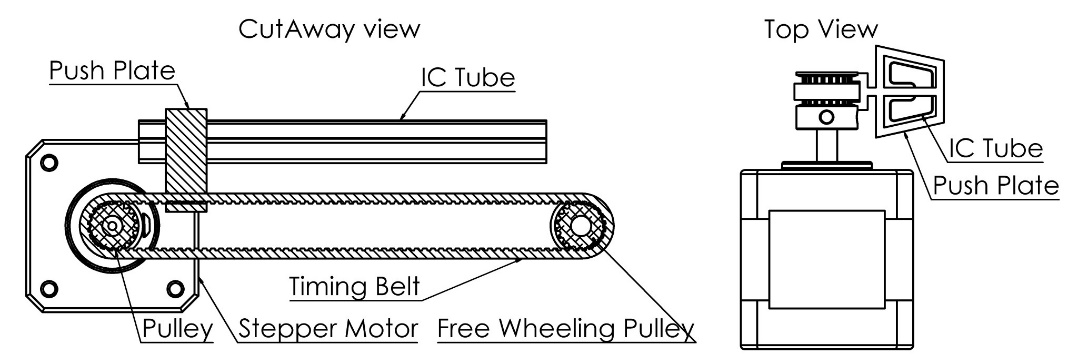 CutAway view
Top View
Push Plate
IC Tube
IC Tube
Push Plate
Timing Belt
Pulley
Stepper Motor
Free Wheeling Pulley